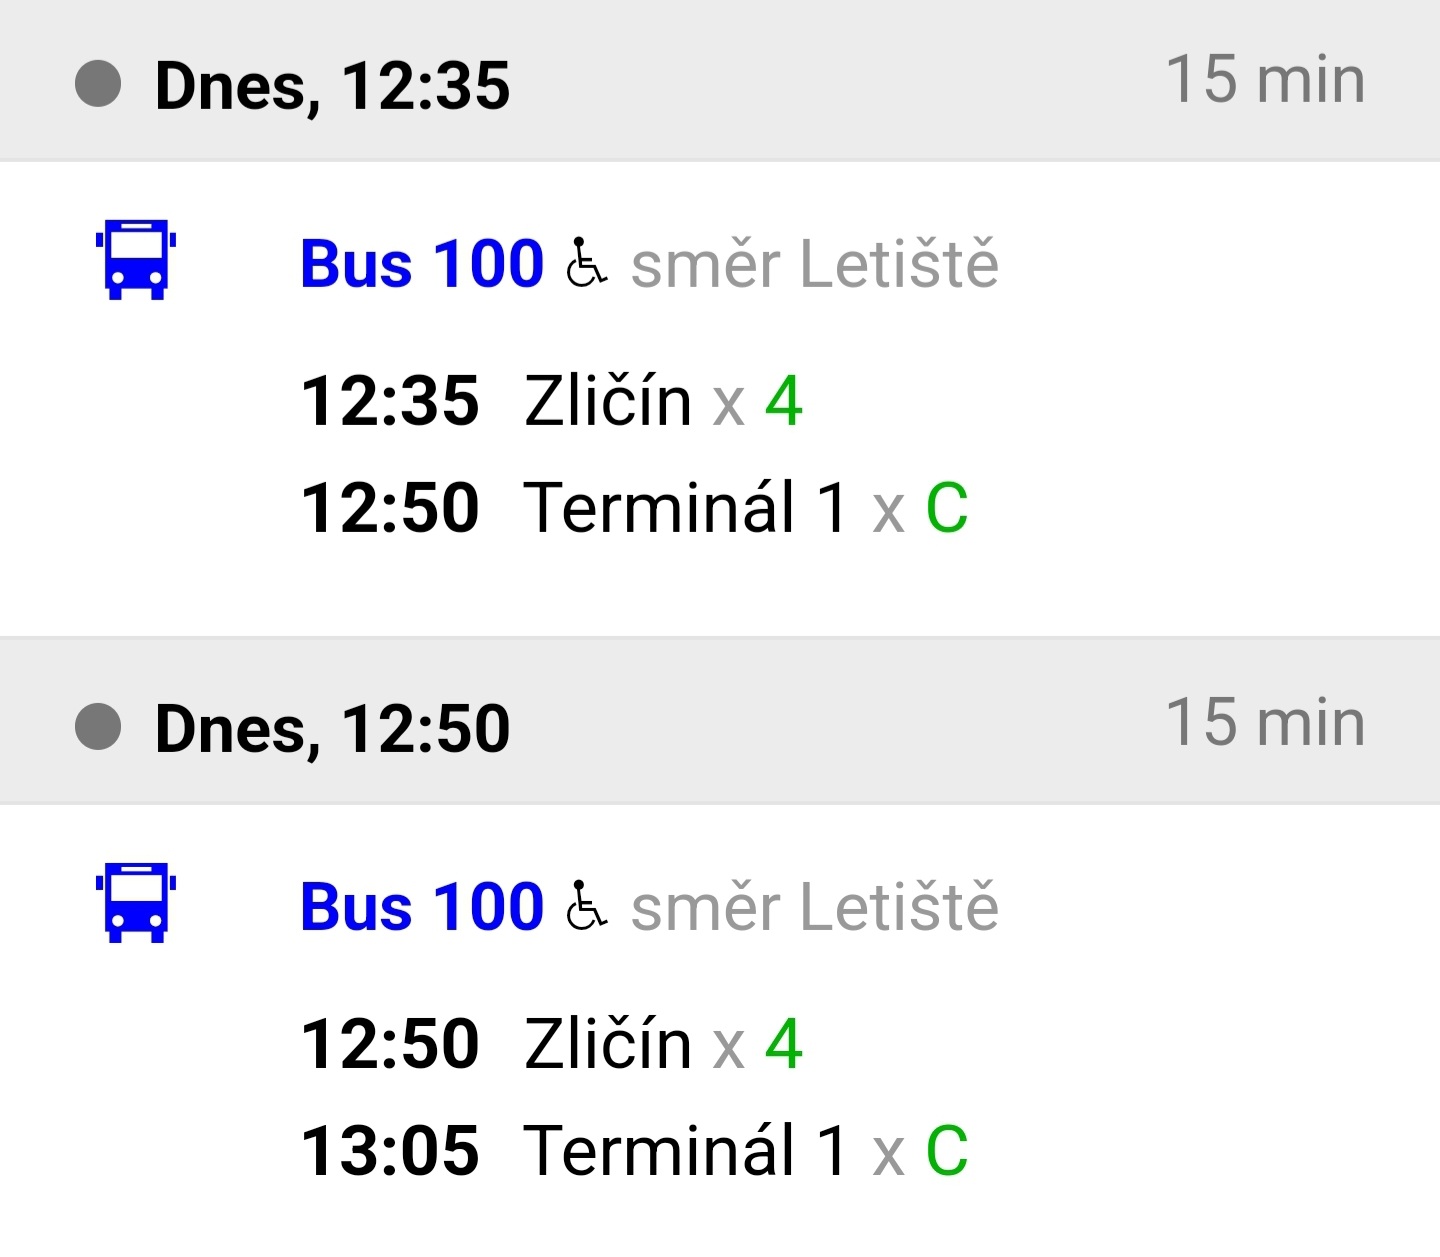 Dnes, 12:35 15 min
Bus 100 směr Letiště
12:35 Zličín x 4
12:50 Terminál 1 x C
Dnes, 12:50 15 min
Bus 100 směr Letiště
12:50 Zličín x 4
13:05 Terminál 1 x C